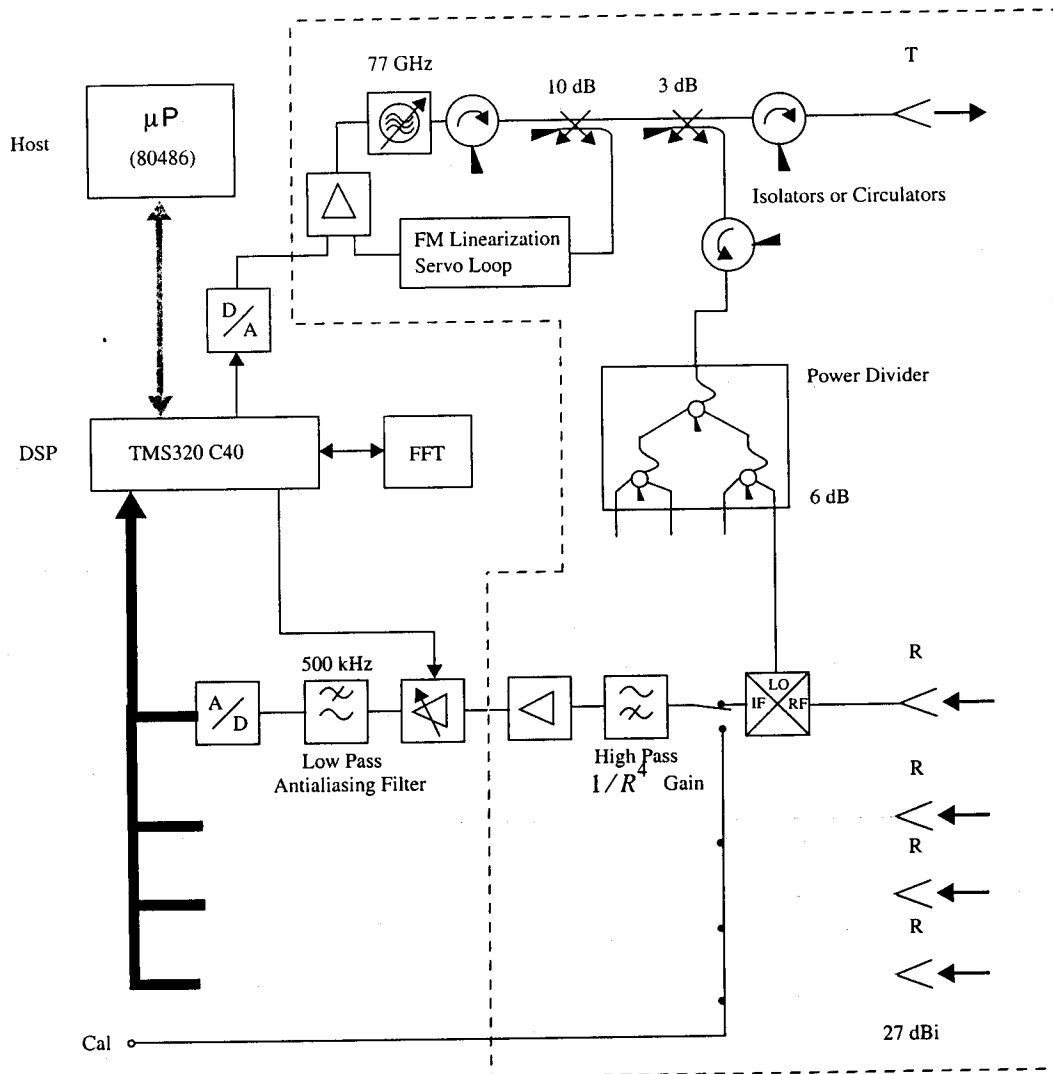 77 GHz
10 dB
3 dB
T
Host
μP
(80486)
Isolators or Circulators
FM Linearization
Servo Loop
D/A
Power Divider
DSP
TMS320 C40
FFT
6 dB
500 kHz
R
A/D
LO
IF
RF
Low Pass
Antialiasing Filter
High Pass
1/R⁴ Gain
R
R
R
Cal
27 dBi